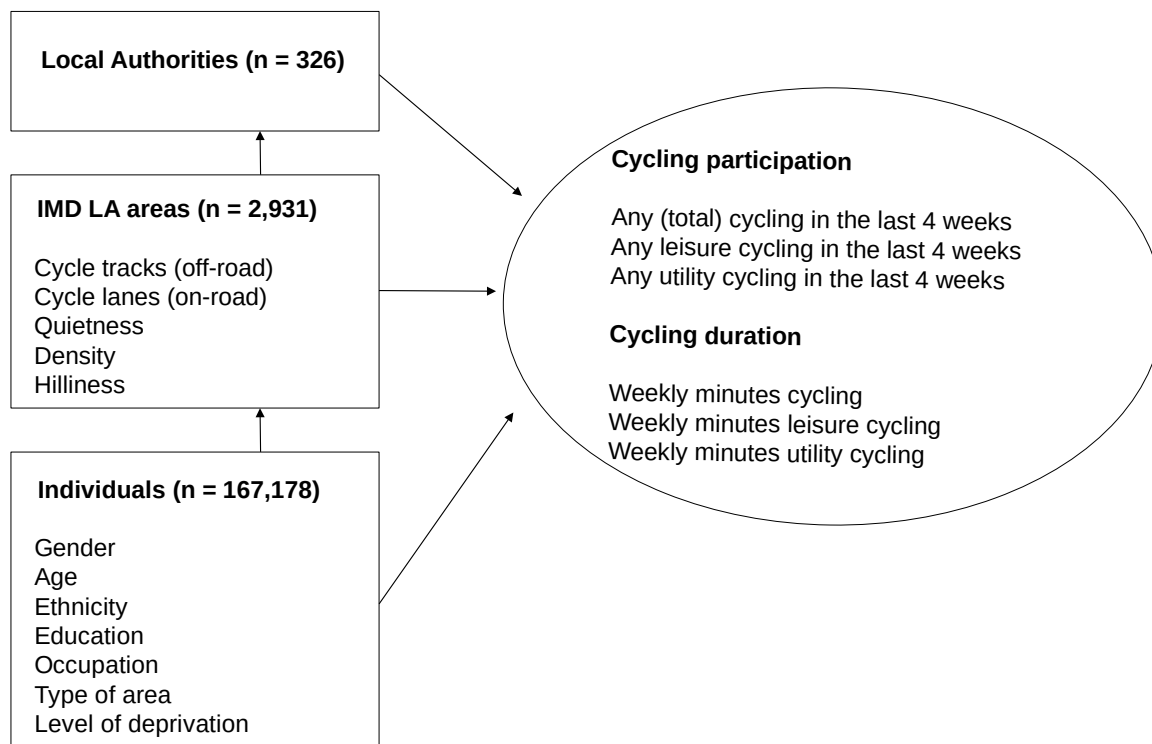 Local Authorities (n = 326)
IMD LA areas (n = 2,931)
Cycle tracks (off-road)
Cycle lanes (on-road)
Quietness
Density
Hilliness
Individuals (n = 167,178)
Gender
Age
Ethnicity
Education
Occupation
Type of area
Level of deprivation
Cycling participation
Any (total) cycling in the last 4 weeks
Any leisure cycling in the last 4 weeks
Any utility cycling in the last 4 weeks
Cycling duration
Weekly minutes cycling
Weekly minutes leisure cycling
Weekly minutes utility cycling